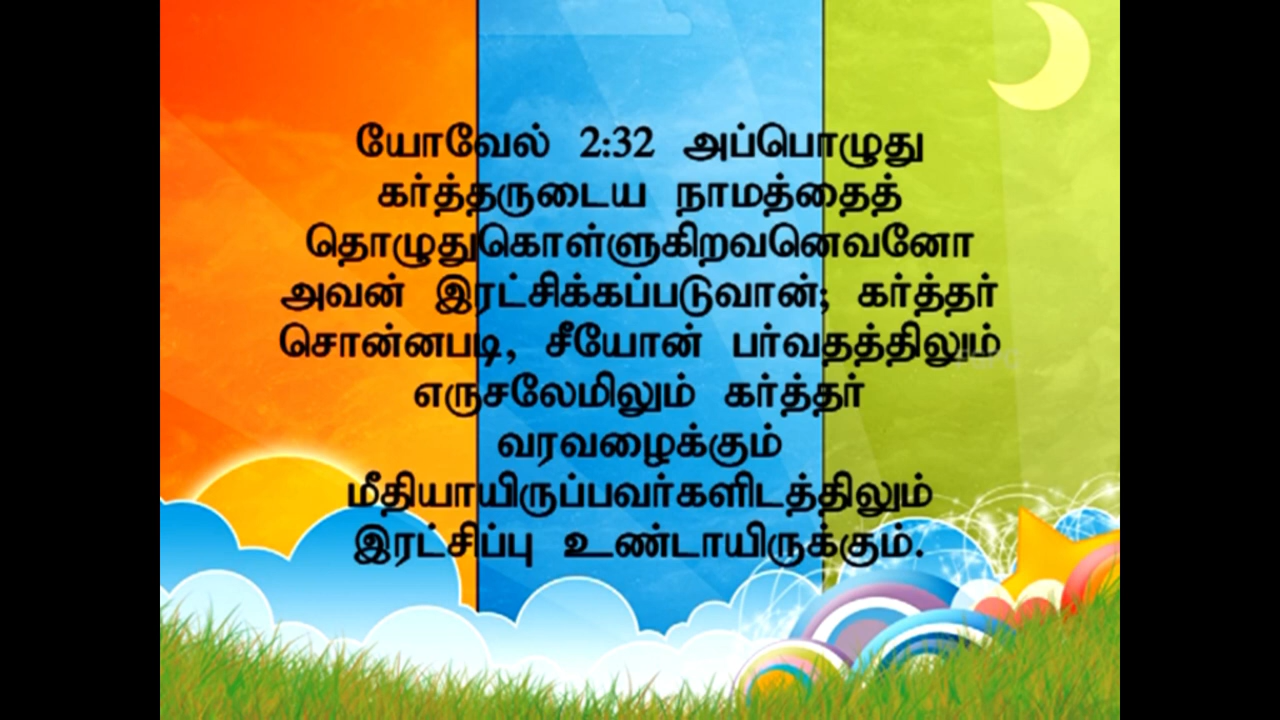 யோவேல் 2:32 அப்பொழுது
கர்த்தருடைய நாமத்தைத்
தொழுதுகொள்ளுகிறவனெவனோ
அவன் இரட்சிக்கப்படுவான்; கர்த்தர்
சொன்னபடி, சீயோன் பர்வதத்திலும்
எருசலேமிலும் கர்த்தர்
வரவழைக்கும்
மீதியாயிருப்பவர்களிடத்திலும்
இரட்சிப்பு உண்டாயிருக்கும்.